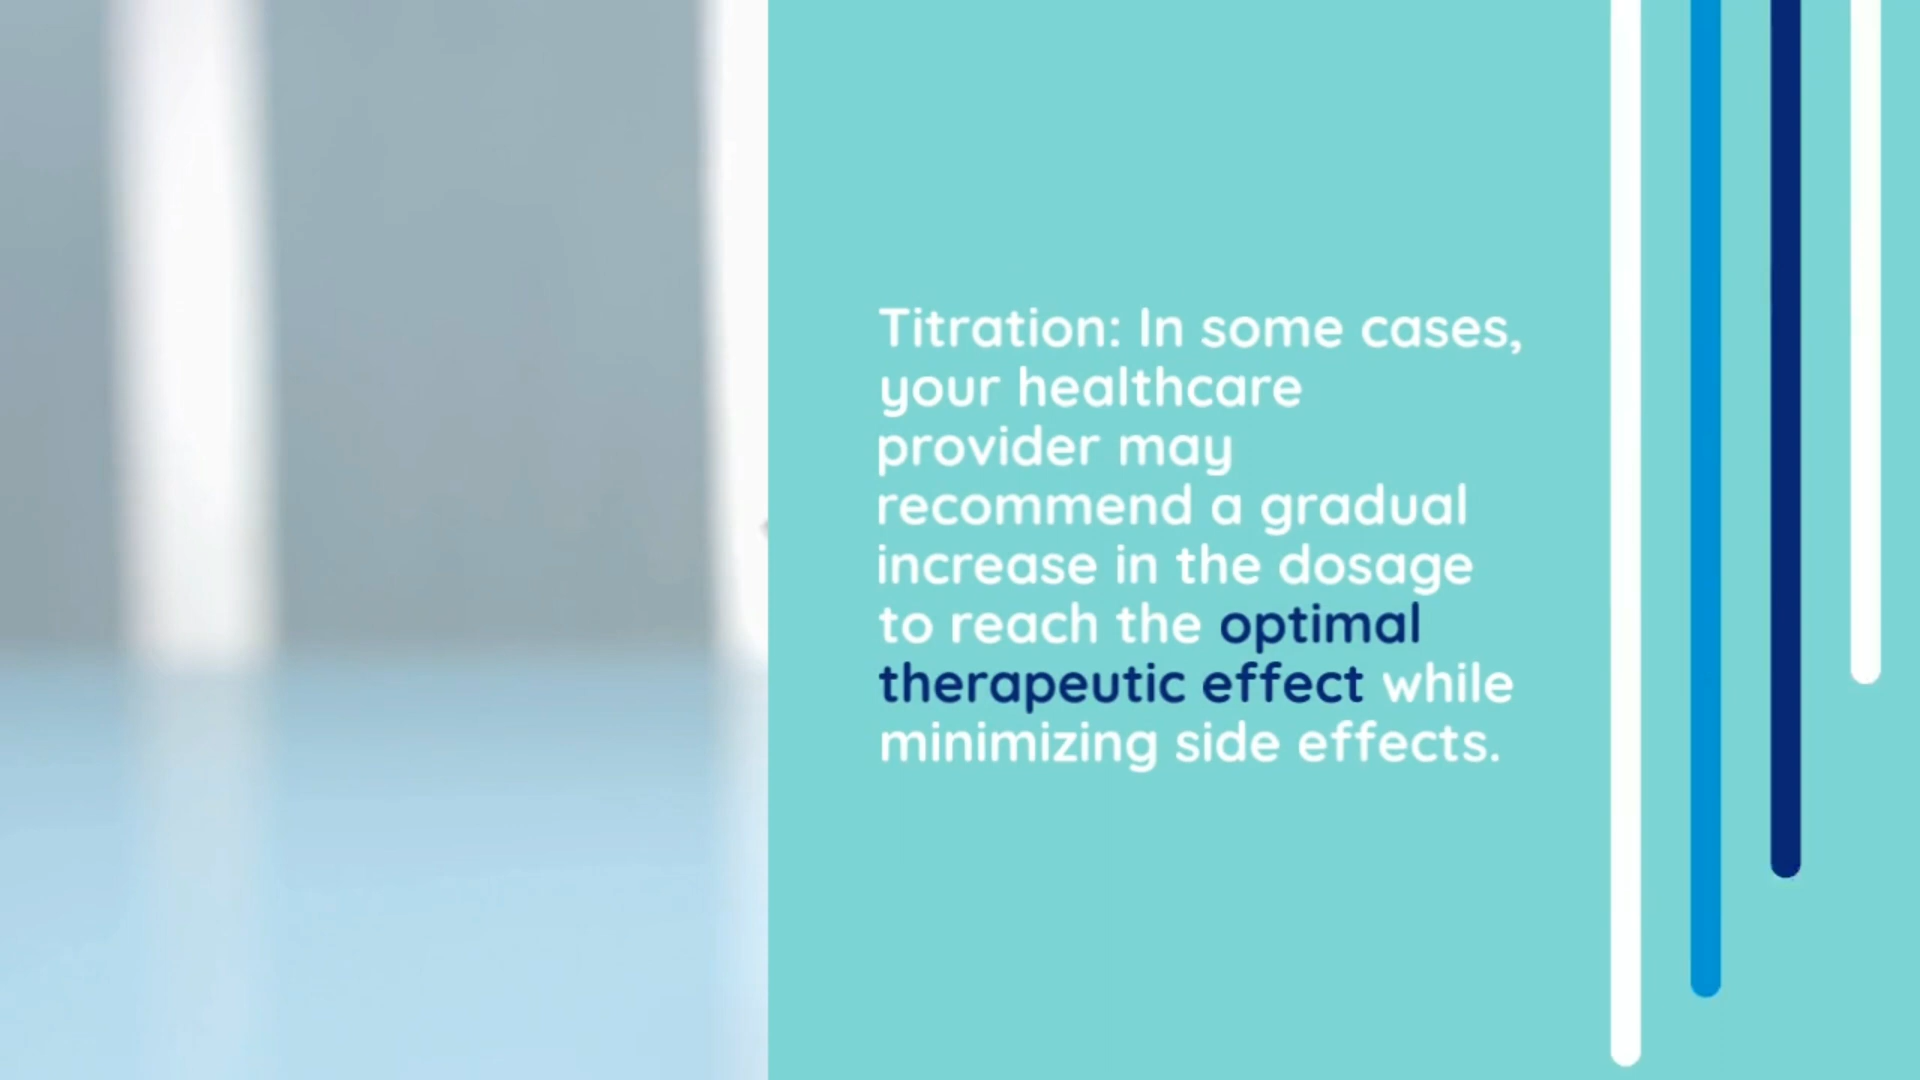 Titration: In some cases,
your healthcare
provider may
recommend a gradual
increase in the dosage
to reach the optimal
therapeutic effect while
minimizing side effects.